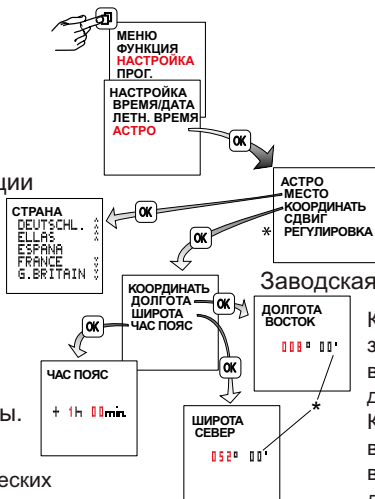 МЕНЮ
ФУНКЦИЯ
НАСТРОЙКА
ПРОГ.
НАСТРОЙКА
ВРЕМЯ/ДАТА
ЛЕТН. ВРЕМЯ
АСТРО
OK
ции
АСТРО
МЕСТО
КООРДИНАТЬ
СДВИГ
* РЕГУЛИРОВКА
СТРАНА
DEUTSCHL.
ELLAS
ESPANA
FRANCE
G.BRITAIN
OK
OK
Заводская
КООРДИНАТЬ
ДОЛГОТА
ШИРОТА
ЧАС ПОЯС
OK
OK
OK
ДОЛГОТА
ВОСТОК
008° 00'
К
з
в
д
К
в
в
ЧАС ПОЯС
+ 1h 00min.
ы.
*
ШИРОТА
СЕВЕР
052° 00'
еских